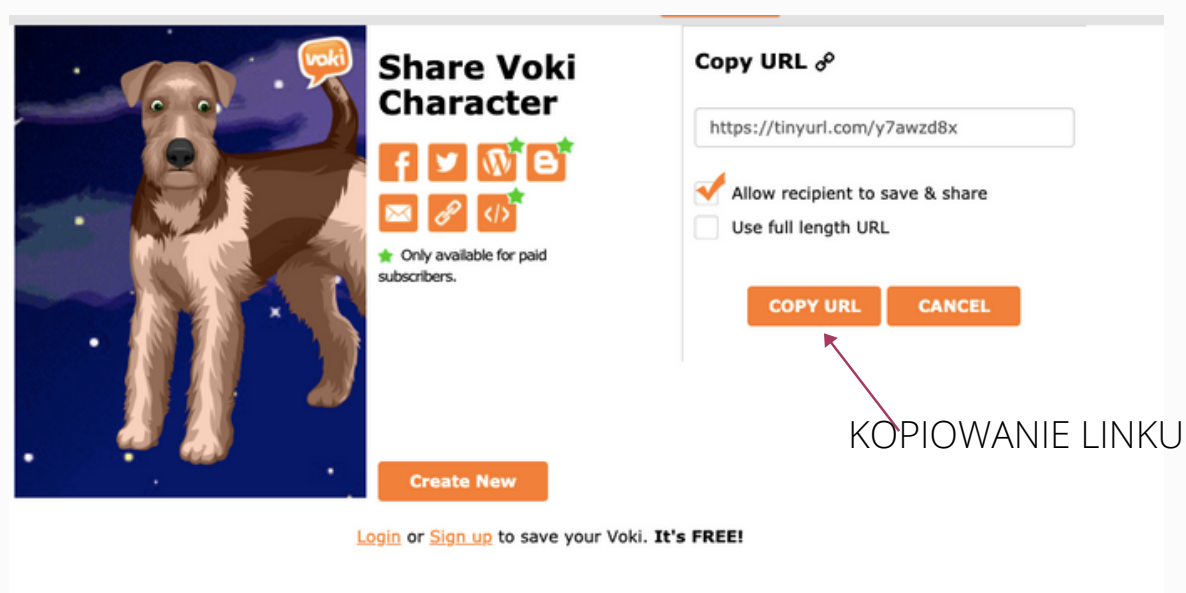 voki
Share Voki
Character
Only available for paid
subscribers.
Create New
Login or Sign up to save your Voki. It's FREE!
Copy URL
https://tinyurl.com/y7awzd8x
Allow recipient to save & share
Use full length URL
COPY URL
CANCEL
KOPIOWANIE LINKU